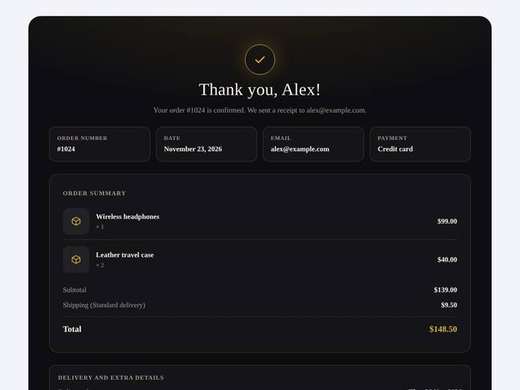 Thank you, Alex!
Your order #1024 is confirmed. We sent a receipt to alex@example.com.
ORDER NUMBER
#1024
DATE
November 23, 2026
EMAIL
alex@example.com
PAYMENT
Credit card
ORDER SUMMARY
Wireless headphones
× 1
$99.00
Leather travel case
× 2
$40.00
Subtotal
$139.00
Shipping (Standard delivery)
$9.50
Total
$148.50
DELIVERY AND EXTRA DETAILS